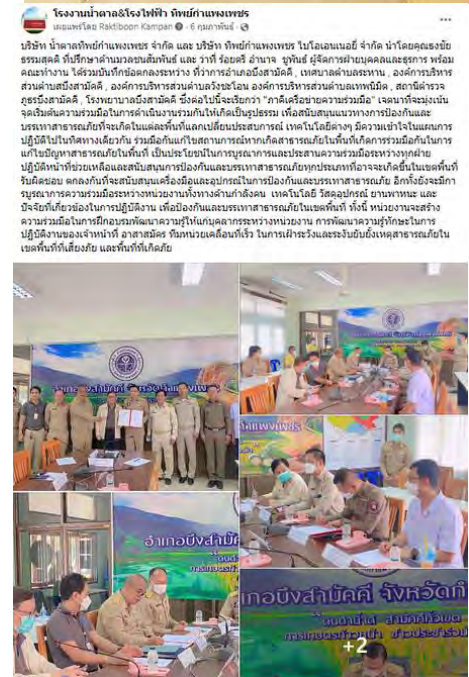 โรงงานน้ำตาล&โรงไฟฟ้า ทิพย์กำแพงเพชร
เผยแพร่โดย Raktiboon Kampan · 6 กุมภาพันธ์ ·
บริษัท น้ำตาลทิพย์กำแพงเพชร จำกัด และ บริษัท ทิพย์กำแพงเพชร ไบโอเอนเนอยี่ จำกัด นำโดยคุณธงชัย
ธรรมสุคติ ที่ปรึกษาด้านมวลชนสัมพันธ์ และ ว่าที่ ร้อยตรี อำนาจ ชูพันธ์ ผู้จัดการฝ่ายบุคคลและธุรการ พร้อม
คณะทำงาน ได้ร่วมบันทึกข้อตกลงระหว่าง ที่ว่าการอำเภอบึงสามัคคี , เทศบาลตำบลระหาน , องค์การบริหาร
ส่วนตำบลบึงสามัคคี , องค์การบริหารส่วนตำบลวังชะโอน องค์การบริหารส่วนตำบลเทพนิมิต , สถานีตำรวจ
ภูธรบึงสามัคคี , โรงพยาบาลบึงสามัคคี ซึ่งต่อไปนี้จะเรียกว่า "ภาคีเครือข่ายความร่วมมือ" เจตนาที่จะมุ่งเน้น
จุดเริ่มต้นความร่วมมือในการดำเนินงานร่วมกันให้เกิดเป็นรูปธรรม เพื่อสนับสนุนแนวทางการป้องกันและ
บรรเทาสาธารณภัยที่จะเกิดในแต่ละพื้นที่แลกเปลี่ยนประสบการณ์ เทคโนโลยีต่างๆ มีความเข้าใจในแผนการ
ปฏิบัติไปในทิศทางเดียวกัน ร่วมมือกันแก้ไขสถานการณ์หากเกิดสาธารณภัยในพื้นที่เกิดการร่วมมือกันในการ
แก้ไขปัญหาสาธารณภัยในพื้นที่ เป็นประโยชน์ในการบูรณาการและประสานความร่วมมือระหว่างทุกฝ่าย
ปฏิบัติหน้าที่ช่วยเหลือและสนับสนุนการป้องกันและบรรเทาสาธารณภัยทุกประเภทที่อาจจะเกิดขึ้นในเขตพื้นที่
รับผิดชอบ ตกลงกันที่จะสนับสนุนเครื่องมือและอุปกรณ์ในการป้องกันและบรรเทาสาธารณภัย อีกทั้งยังจะมีกา
รบูรณาการความร่วมมือระหว่างหน่วยงานทั้งทางด้านกำลังคน เทคโนโลยี วัสดุอุปกรณ์ ยานพาหนะ และ
ปัจจัยที่เกี่ยวข้องในการปฏิบัติงาน เพื่อป้องกันและบรรเทาสาธารณภัยในเขตพื้นที่ ทั้งนี้ หน่วยงานจะสร้าง
ความร่วมมือในการฝึกอบรมพัฒนาความรู้ให้แก่บุคลากรระหว่างหน่วยงาน การพัฒนาความรู้ทักษะในการ
ปฏิบัติงานของเจ้าหน้าที่ อาสาสมัคร ทีมหน่วยเคลื่อนที่เร็ว ในการเฝ้าระวังและระงับยับยั้งเหตุสาธารณภัยใน
เขตพื้นที่ที่เสี่ยงภัย และพื้นที่ที่เกิดภัย
อำเภอบึงสามัคคี จังหวัดกำแพงเพชร
อำเภอบึงสามัคคี
ภอบึงสามัคคี จังหวัดกำ
+2